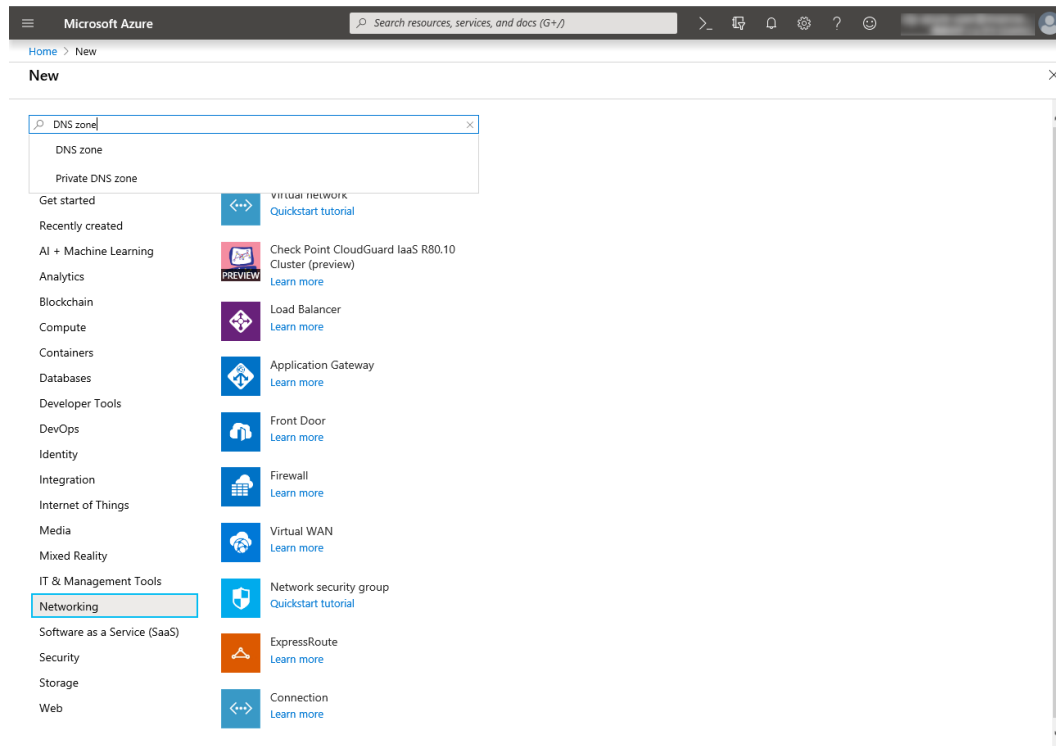 Microsoft Azure
Search resources, services, and docs (G+/)
Home > New
New
DNS zone
DNS zone
Private DNS zone
Get started
Recently created
AI + Machine Learning
Analytics
Blockchain
Compute
Containers
Databases
Developer Tools
DevOps
Identity
Integration
Internet of Things
Media
Mixed Reality
IT & Management Tools
Networking
Software as a Service (SaaS)
Security
Storage
Web
Virtual network
Quickstart tutorial
PREVIEW
Check Point CloudGuard IaaS R80.10
Cluster (preview)
Learn more
Load Balancer
Learn more
Application Gateway
Learn more
Front Door
Learn more
Firewall
Learn more
Virtual WAN
Learn more
Network security group
Quickstart tutorial
ExpressRoute
Learn more
Connection
Learn more